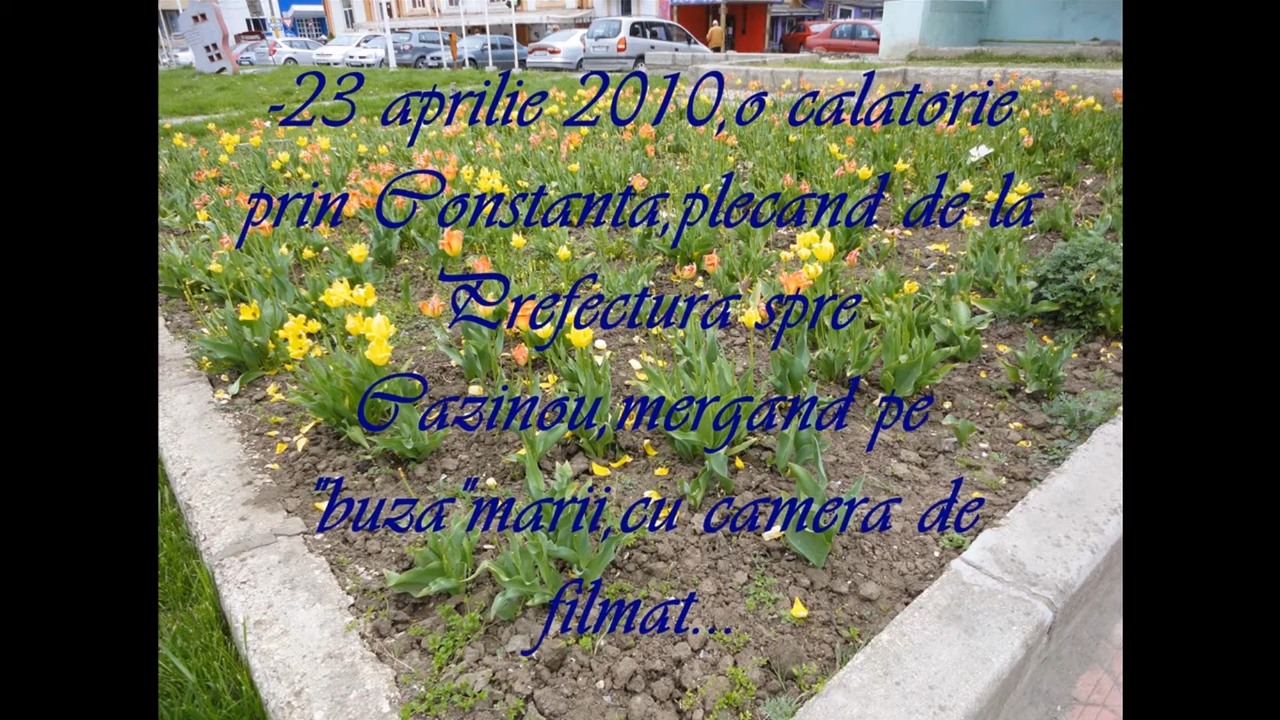 -23 aprilie 2010,o calatorie
prin Constanta,plecand de la
Prefectura spre
Cazinou,mergand pe
"buza"marii,cu camera de
filmat...